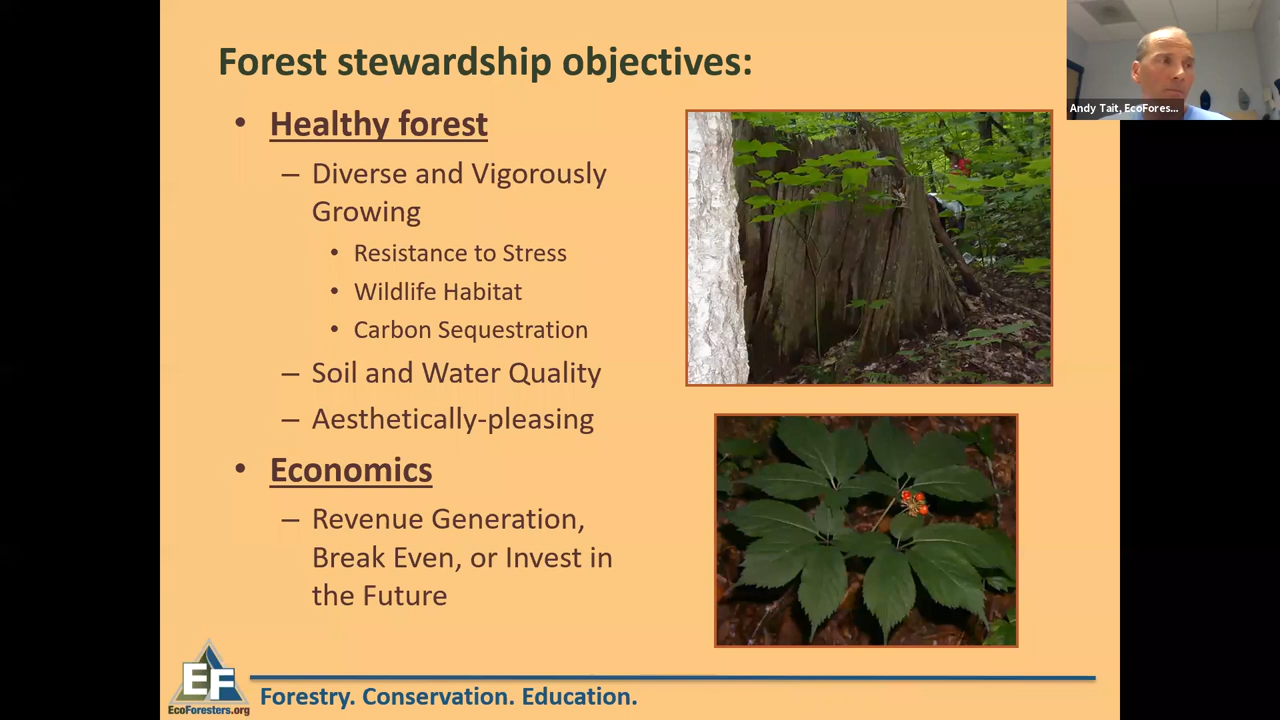 Forest stewardship objectives:
• Healthy forest
– Diverse and Vigorously
Growing
• Resistance to Stress
• Wildlife Habitat
• Carbon Sequestration
– Soil and Water Quality
– Aesthetically-pleasing
• Economics
– Revenue Generation,
Break Even, or Invest in
the Future
Andy Tait, EcoFores...
EF
EcoForesters.org
Forestry. Conservation. Education.